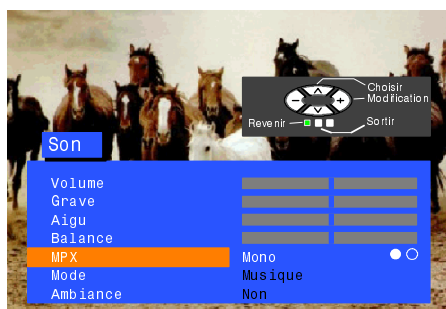 Choisir
Modification
Revenir
Sortir
Son
Volume
Grave
Aigu
Balance
MPX Mono
Mode Musique
Ambiance Non